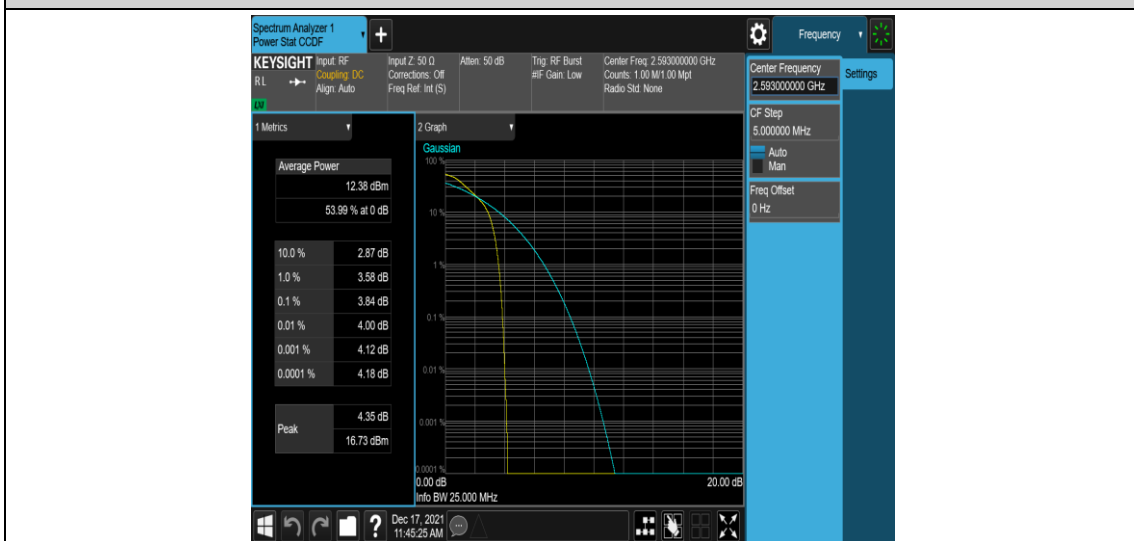 Spectrum Analyzer 1
Power Stat CCDF
+
Frequency
KEYSIGHT
RL
LXI
Input: RF
Coupling: DC
Align: Auto
Input Z: 50 Ω
Corrections: Off
Freq Ref: Int (S)
Atten: 50 dB
Trig: RF Burst
#IF Gain: Low
Center Freq: 2.593000000 GHz
Counts: 1.00 M/1.00 Mpt
Radio Std: None
Center Frequency
2.593000000 GHz
Settings
CF Step
5.000000 MHz
Auto
Man
Freq Offset
0 Hz
1 Metrics
Average Power
12.38 dBm
53.99 % at 0 dB
10.0 % 2.87 dB
1.0 % 3.58 dB
0.1 % 3.84 dB
0.01 % 4.00 dB
0.001 % 4.12 dB
0.0001 % 4.18 dB
Peak
4.35 dB
16.73 dBm
2 Graph
Gaussian
100 %
10 %
1 %
0.1 %
0.01 %
0.001 %
0.0001 %
0.00 dB 20.00 dB
Info BW 25.000 MHz
?
Dec 17, 2021
11:45:25 AM